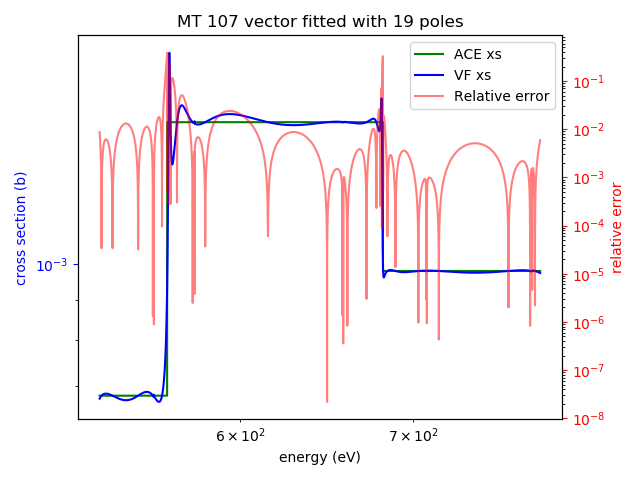 MT 107 vector fitted with 19 poles
ACE xs
VF xs
Relative error
cross section (b)
10⁻³
10⁻¹
10⁻²
10⁻³
10⁻⁴
10⁻⁵
10⁻⁶
10⁻⁷
10⁻⁸
relative error
6 × 10² 7 × 10²
energy (eV)